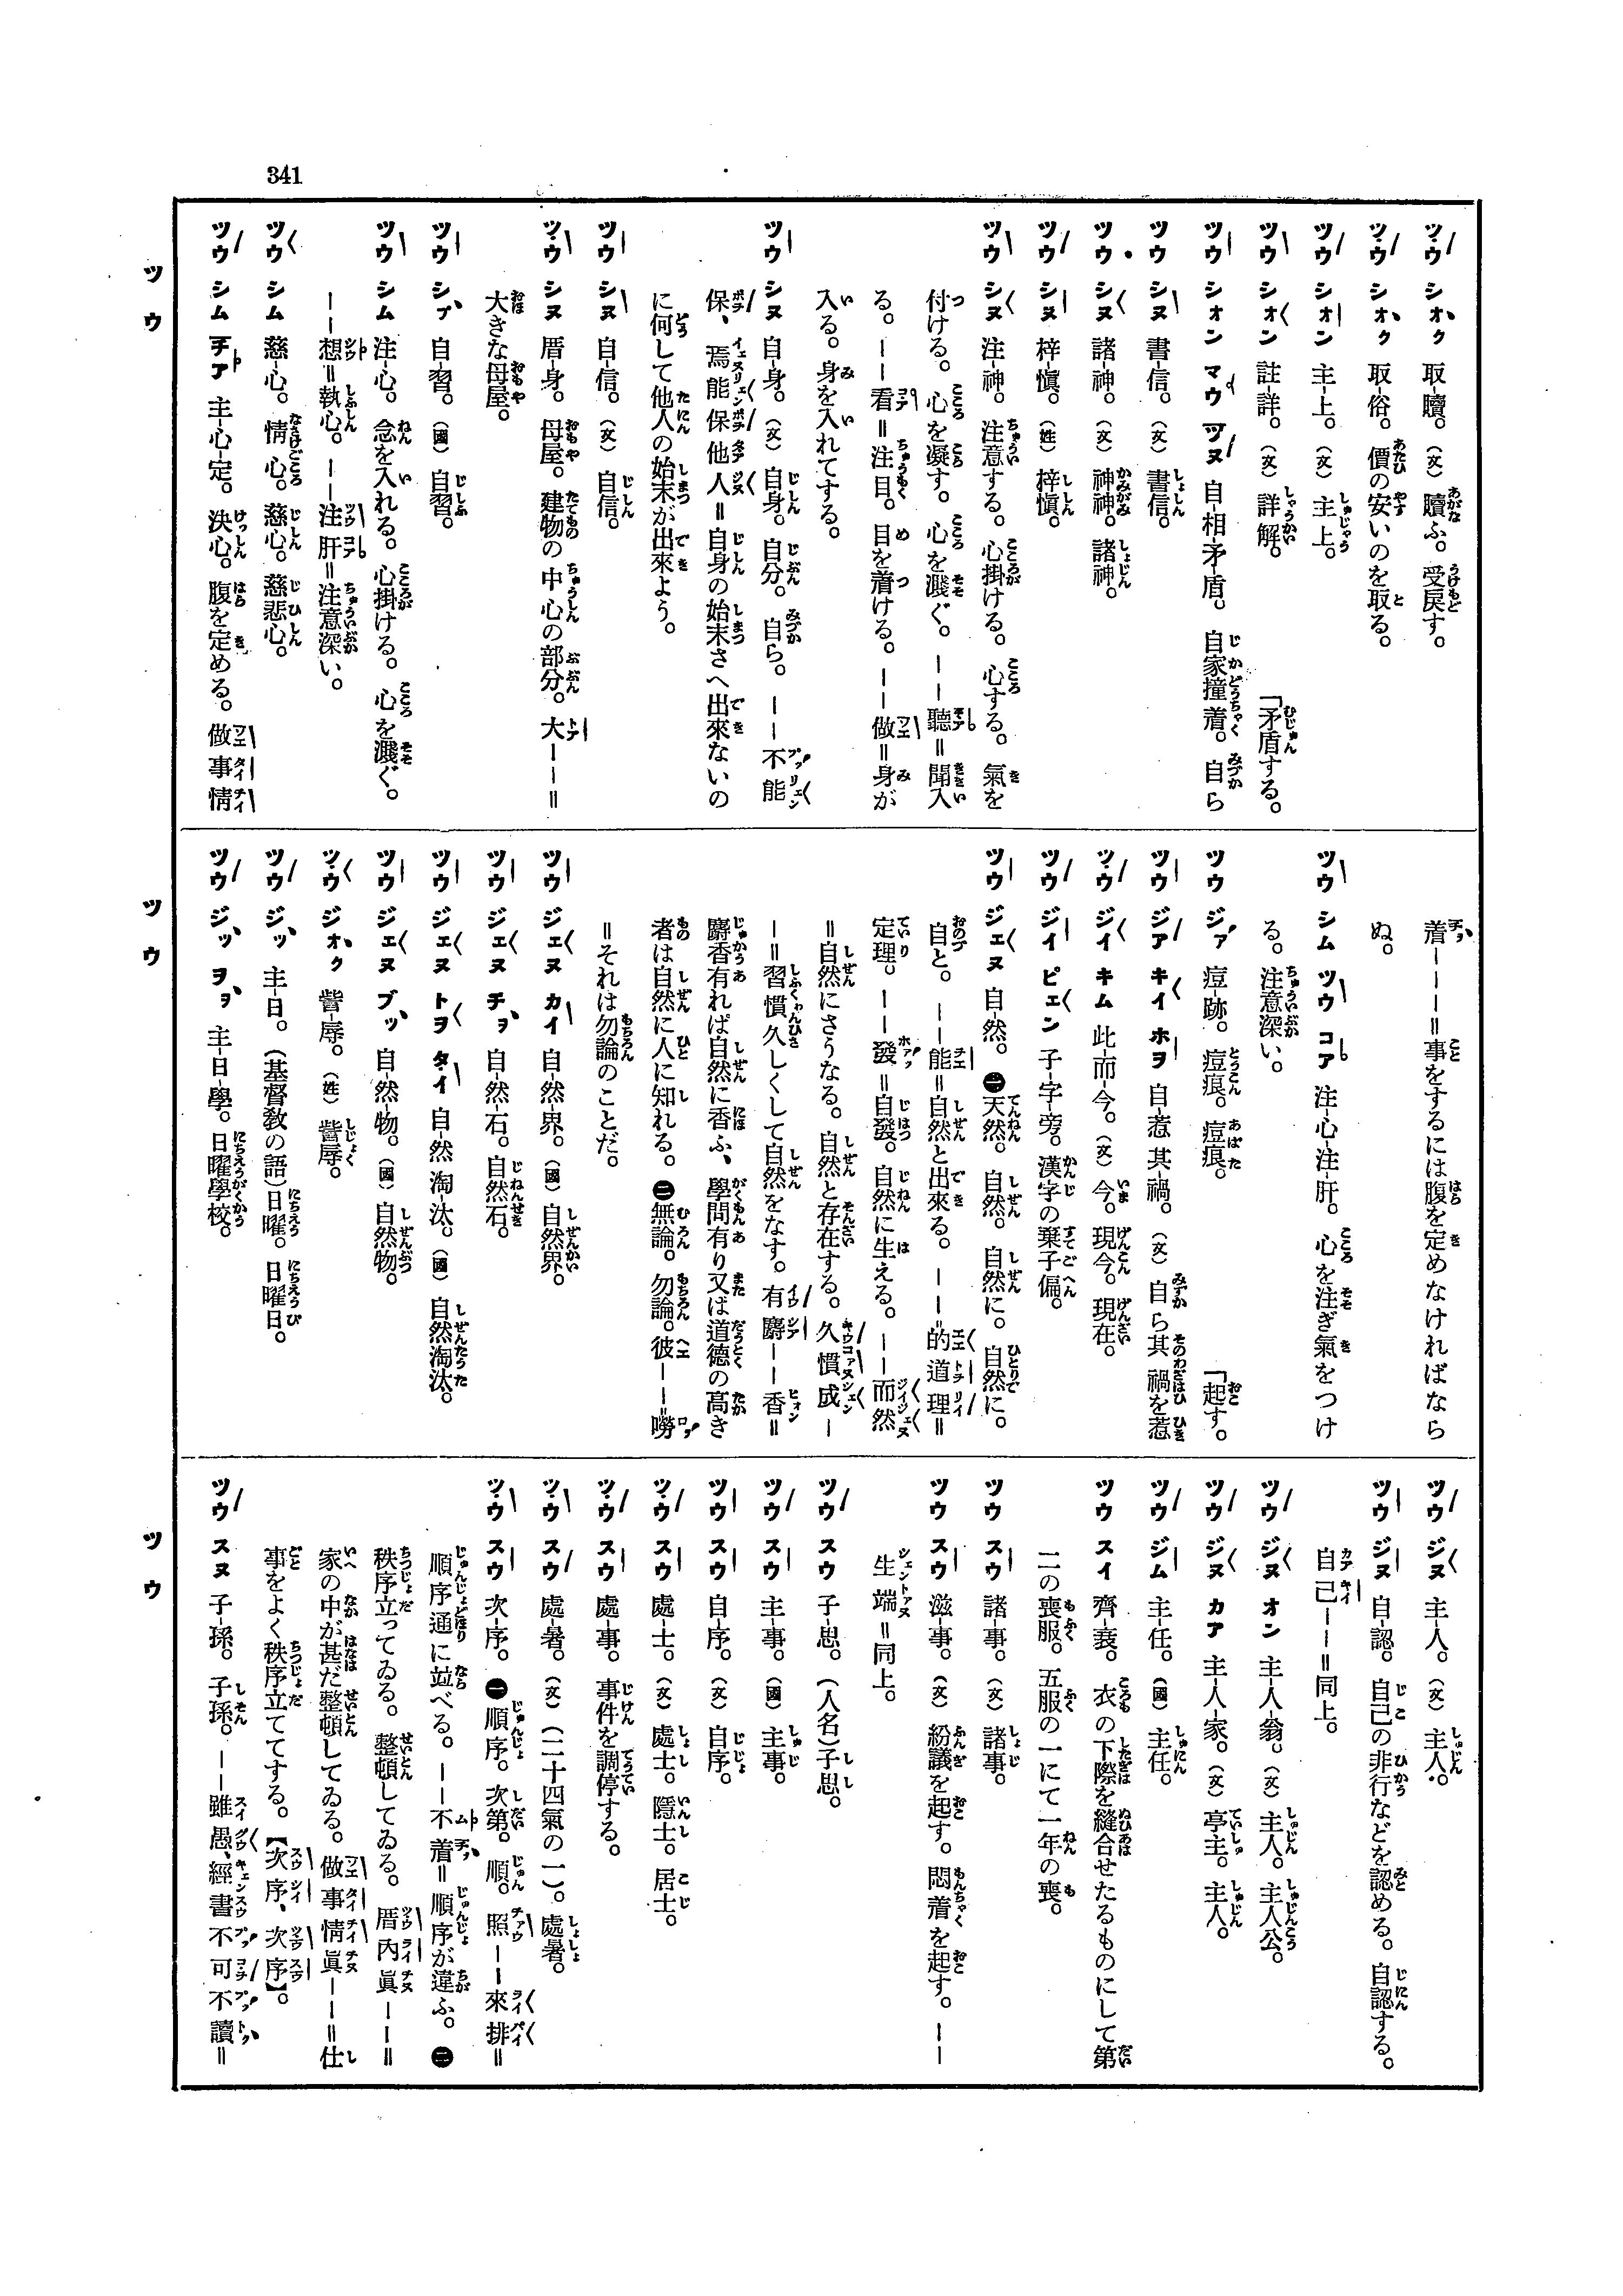 341
ツウ シオク 取-贖。（文）贖ふ。受戾す。
ツウ シオク 取-俗。價の安いのを取る。
ツウ シオン 主-上。（文）主上。
ツウ シオン 註-詳。（文）詳解。
ツウ シオン マウ ツヌ 自-相-矛-盾。自家撞着。自ら「矛盾する。
ツウ シヌ 書-信。（文）書信。
ツウ シヌ 諸-神。（文）神神。諸神。
ツウ シヌ 梓-愼。（姓）梓愼。
ツウ シヌ 注-神。注意する。心掛ける。心する。氣を
付ける。心を凝す。心を濺ぐ。——聽＝聞入
る。——看＝注目。目を着ける。——做＝身が
入る。身を入れてする。
ツウ シヌ 自-身。（文）自身。自分。自ら。——不能
保、焉能保他人＝自身の始末さへ出來ないの
に何して他人の始末が出來よう。
ツウ シヌ 自-信。（文）自信。
ツウ シヌ 厝-身。母屋。建物の中心の部分。大——＝
大きな母屋。
ツウ シプ 自-習。（國）自習。
ツウ シム 注-心。念を入れる。心掛ける。心を濺ぐ。
——想＝執心。——注肝＝注意深い。
ツウ シム 慈-心。情心。慈心。慈悲心。
ツウ シム チア 主-心-定。決心。腹を定める。做事情
ツウ
着———＝事をするには腹を定めなければなら
ぬ。
ツウ シム ツウ コア 注-心-注-肝。心を注ぎ氣をつけ
る。注意深い。
ツウ ジア 痘-跡。痘痕。痘痕。
ツウ ジア キイ ホヲ 自-惹 其-禍。（文）自ら其禍を惹「起す。
ツウ ジイ キム 此-而-今。（文）今。現今。現在。
ツウ ジイ ピェン 子-字-旁。漢字の棄子偏。
ツウ ジェヌ 自-然。㊀天然。自然。自然に。自然に。
自と。——能＝自然と出來る。——的道理＝
定理。——發＝自發。自然に生える。——而然
＝自然にさうなる。自然と存在する。久慣成—
—＝習慣久しくして自然をなす。有麝——香＝
麝香有れば自然に香ふ、學問有り又は道德の高き
者は自然に人に知れる。㊁無論。勿論。彼——嘮
＝それは勿論のことだ。
ツウ ジェヌ カイ 自-然-界。（國）自然界。
ツウ ジェヌ チヲ 自-然-石。自然石。
ツウ ジェヌ トヲ タイ 自-然 淘-汰。（國）自然淘汰。
ツウ ジェヌ ブッ 自-然-物。（國）自然物。
ツウ ジオク 訾-辱。（姓）訾辱。
ツウ ジッ 主-日。（基督敎の語）日曜。日曜日。
ツウ ジッ ヲヲ 主-日-學。日曜學校。
ツウ
ツウ ジヌ 主-人。（文）主人。
ツウ ジヌ 自-認。自己の非行などを認める。自認する。
自己——＝同上。
ツウ ジヌ オン 主-人-翁。（文）主人。主人公。
ツウ ジヌ カア 主-人-家。（文）亭主。主人。
ツウ ジム 主-任。（國）主任。
ツウ スイ 齊-衰。衣の下際を縫合せたるものにして第
二の喪服。五服の一にて一年の喪。
ツウ スウ 諸-事。（文）諸事。
ツウ スウ 滋-事。（文）紛議を起す。悶着を起す。——
生端＝同上。
ツウ スウ 子-思。（人名）子思。
ツウ スウ 主-事。（國）主事。
ツウ スウ 自-序。（文）自序。
ツウ スウ 處-士。（文）處士。隱士。居士。
ツウ スウ 處-事。事件を調停する。
ツウ スウ 處-暑。（文）（二十四氣の一）。處暑。
ツウ スウ 次-序。㊀順序。次第。順。照——來排＝
順序通に竝べる。——不着＝順序が違ふ。㊁
秩序立つてゐる。整頓してゐる。厝內眞——＝
家の中が甚だ整頓してゐる。做事情眞——＝仕
事をよく秩序立ててする。【次序、次序】。
ツウ スヌ 子-孫。子孫。——雖愚、經書不可不讀＝
ツウ